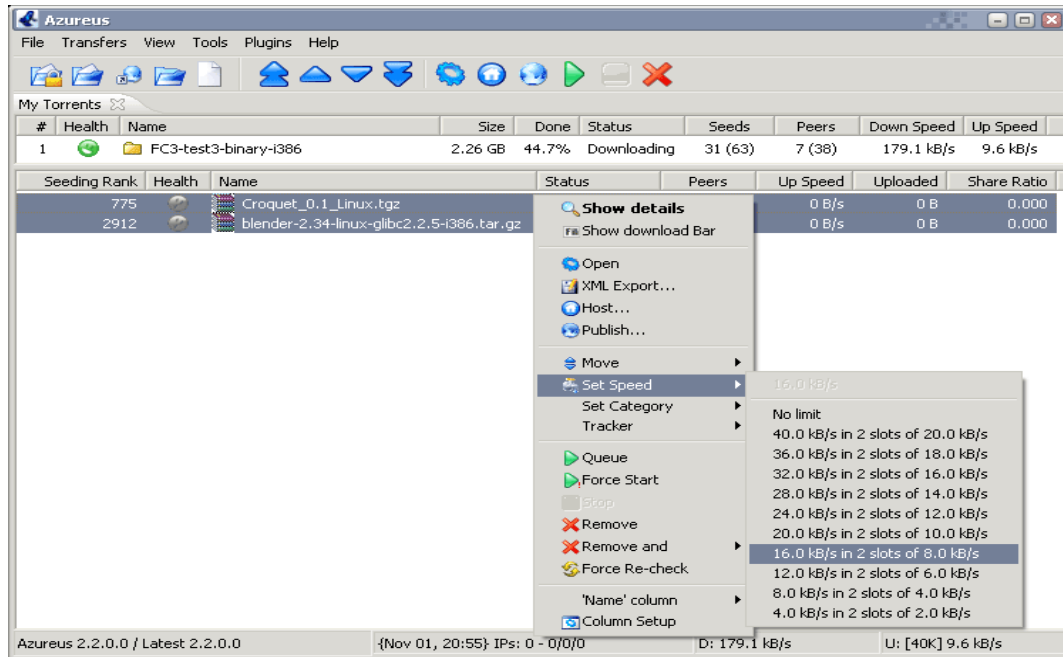 Azureus
File Transfers View Tools Plugins Help
My Torrents
# Health Name Size Done Status Seeds Peers Down Speed Up Speed
1 FC3-test3-binary-i386 2.26 GB 44.7% Downloading 31 (63) 7 (38) 179.1 kB/s 9.6 kB/s
Seeding Rank Health Name Status Peers Up Speed Uploaded Share Ratio
775 Croquet_0.1_Linux.tgz 0 B/s 0 B 0.000
2912 blender-2.34-linux-glibc2.2.5-i386.tar.gz 0 B/s 0 B 0.000
Show details
Show download Bar
Open
XML Export...
Host...
Publish...
Move
Set Speed
Set Category
Tracker
Queue
Force Start
Stop
Remove
Remove and
Force Re-check
'Name' column
Column Setup
16.0 kB/s
No limit
40.0 kB/s in 2 slots of 20.0 kB/s
36.0 kB/s in 2 slots of 18.0 kB/s
32.0 kB/s in 2 slots of 16.0 kB/s
28.0 kB/s in 2 slots of 14.0 kB/s
24.0 kB/s in 2 slots of 12.0 kB/s
20.0 kB/s in 2 slots of 10.0 kB/s
16.0 kB/s in 2 slots of 8.0 kB/s
12.0 kB/s in 2 slots of 6.0 kB/s
8.0 kB/s in 2 slots of 4.0 kB/s
4.0 kB/s in 2 slots of 2.0 kB/s
Azureus 2.2.0.0 / Latest 2.2.0.0 {Nov 01, 20:55} IPs: 0 - 0/0/0 D: 179.1 kB/s U: [40K] 9.6 kB/s